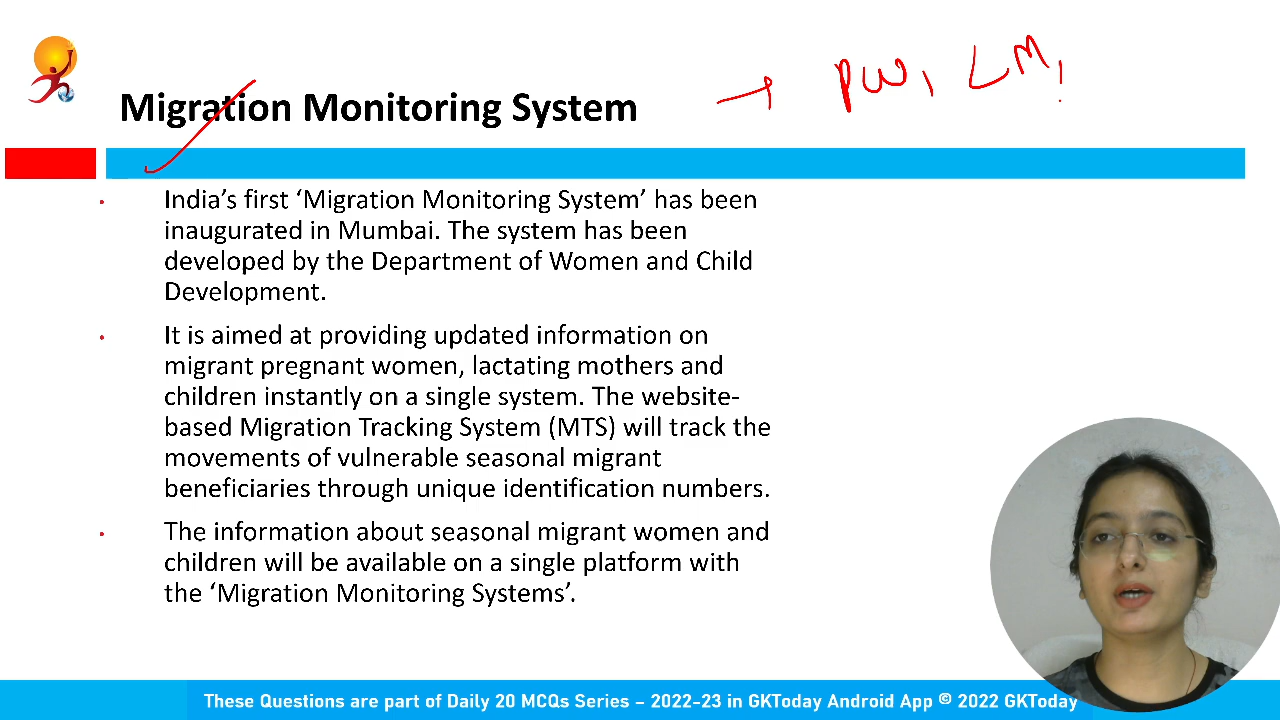 Migration Monitoring System
→ PW, LM,
• India’s first ‘Migration Monitoring System’ has been
inaugurated in Mumbai. The system has been
developed by the Department of Women and Child
Development.
• It is aimed at providing updated information on
migrant pregnant women, lactating mothers and
children instantly on a single system. The website-
based Migration Tracking System (MTS) will track the
movements of vulnerable seasonal migrant
beneficiaries through unique identification numbers.
• The information about seasonal migrant women and
children will be available on a single platform with
the ‘Migration Monitoring Systems’.
These Questions are part of Daily 20 MCQs Series – 2022-23 in GKToday Android App © 2022 GKToday